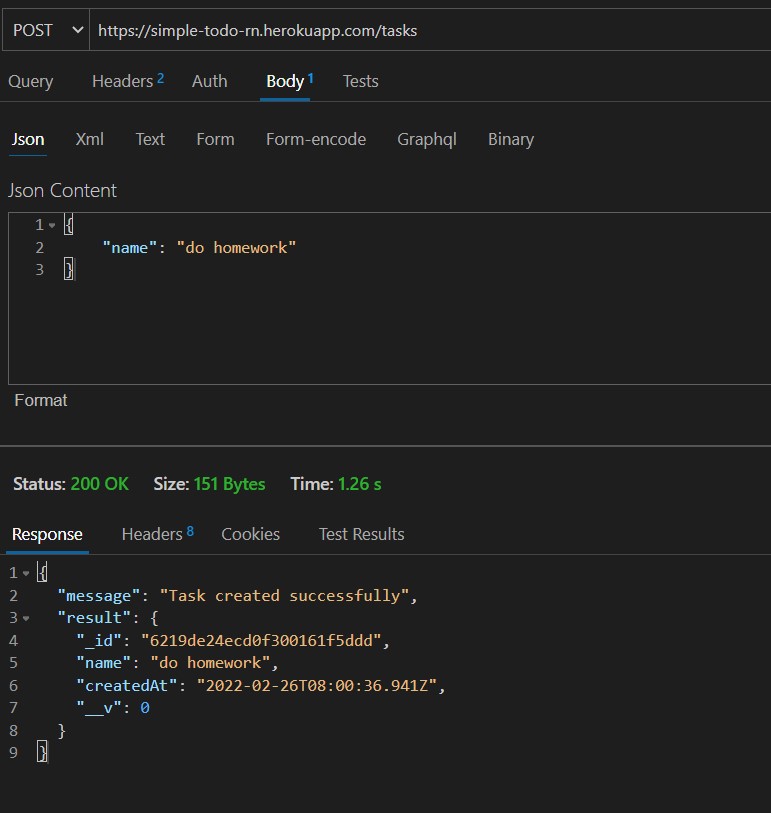 POST https://simple-todo-rn.herokuapp.com/tasks
Query Headers 2 Auth Body 1 Tests
Json Xml Text Form Form-encode Graphql Binary
Json Content
1 {
2 "name": "do homework"
3 }
Format
Status: 200 OK Size: 151 Bytes Time: 1.26 s
Response Headers 8 Cookies Test Results
1 {
2 "message": "Task created successfully",
3 "result": {
4 "_id": "6219de24ecd0f300161f5ddd",
5 "name": "do homework",
6 "createdAt": "2022-02-26T08:00:36.941Z",
7 "__v": 0
8 }
9 }